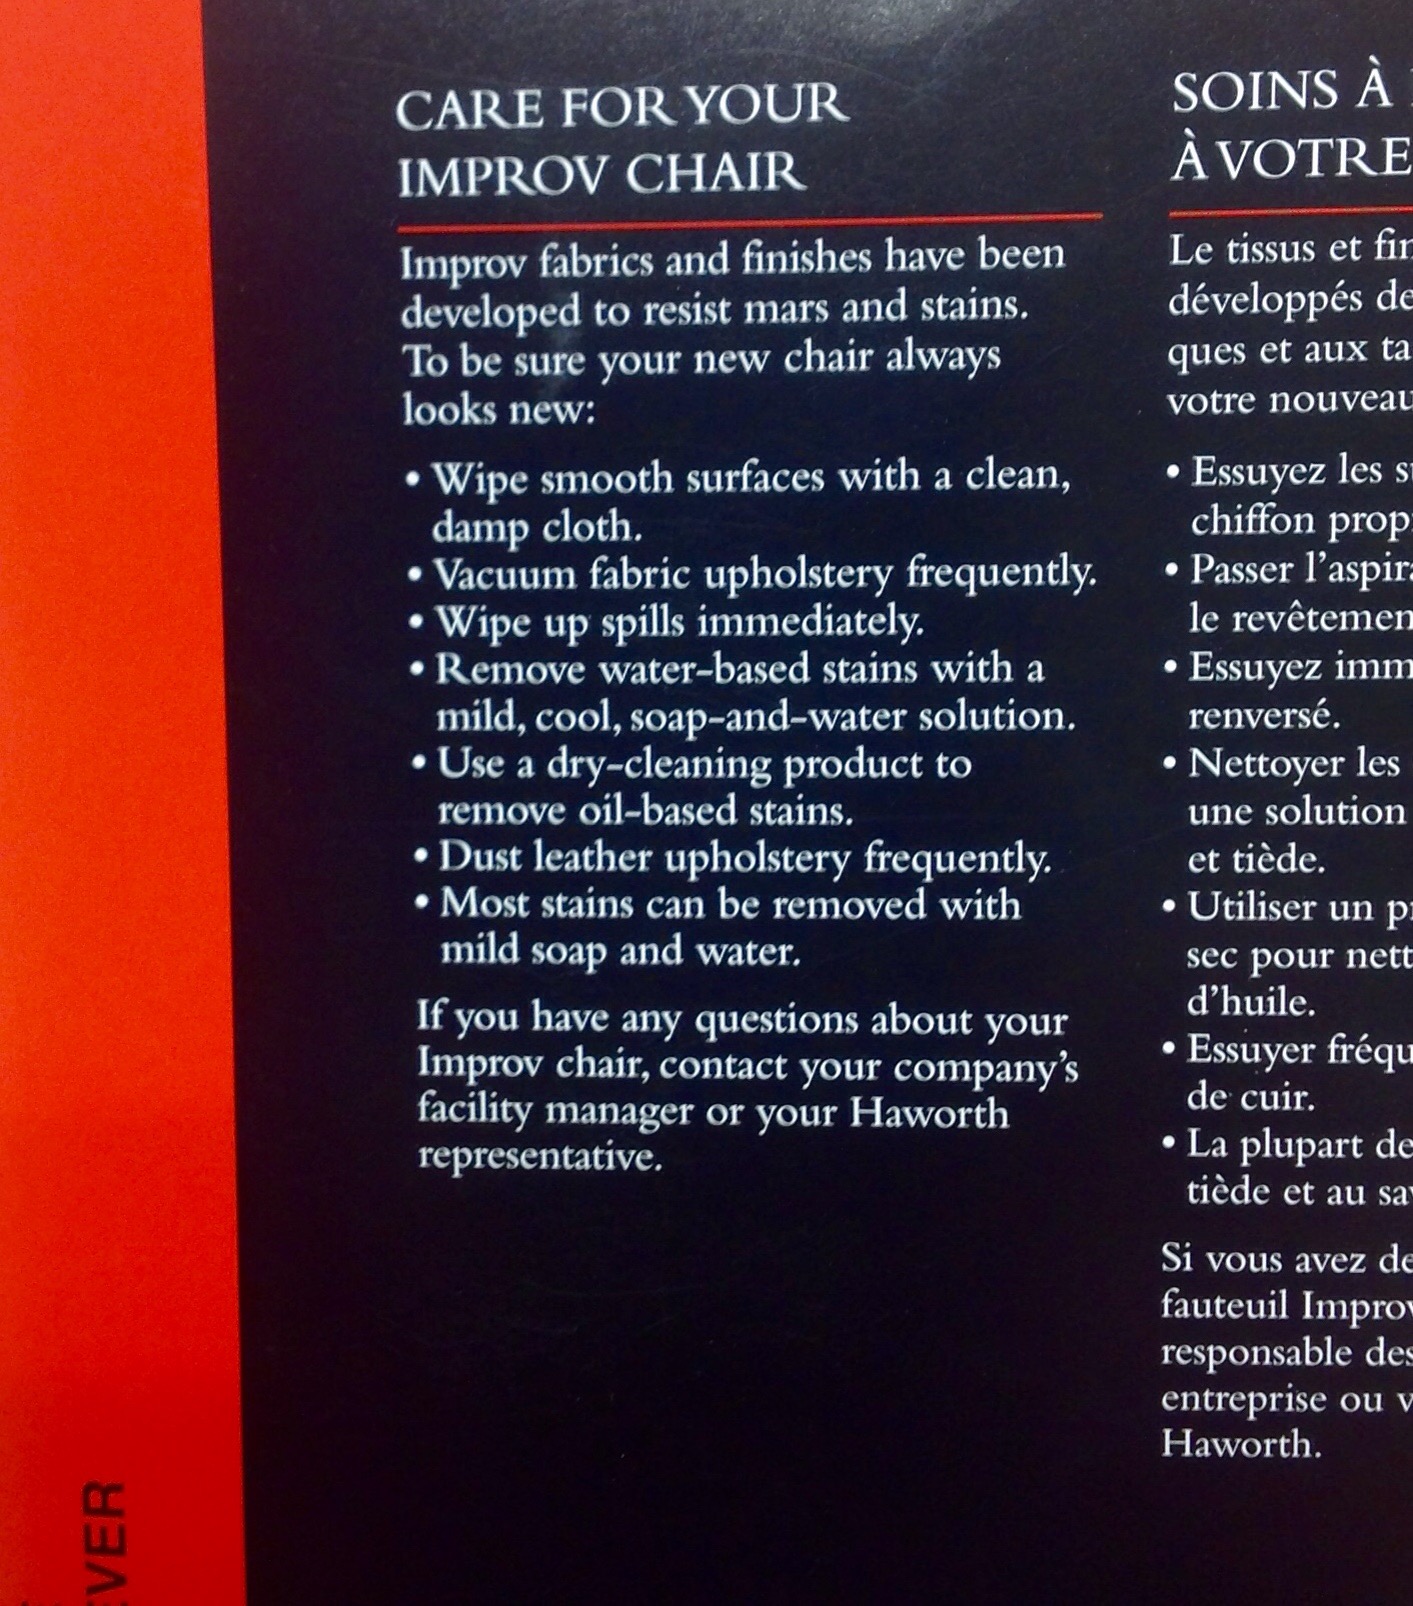 CARE FOR YOUR
IMPROV CHAIR
Improv fabrics and finishes have been
developed to resist mars and stains.
To be sure your new chair always
looks new:
• Wipe smooth surfaces with a clean,
damp cloth.
• Vacuum fabric upholstery frequently.
• Wipe up spills immediately.
• Remove water-based stains with a
mild, cool, soap-and-water solution.
• Use a dry-cleaning product to
remove oil-based stains.
• Dust leather upholstery frequently.
• Most stains can be removed with
mild soap and water.
If you have any questions about your
Improv chair, contact your company's
facility manager or your Haworth
representative.
SOINS À
À VOTRE
Le tissus et
développés
ques et aux
votre nouveau
• Essuyez les
chiffon
• Passer
le
• Essuyez
renversé.
• Nettoyer les
une solution
et tiède.
• Utiliser un
sec pour
d'huile.
• Essuyer
de cuir.
• La plupart
tiède et au
Si vous avez
fauteuil Improv
responsable des
entreprise ou
Haworth.